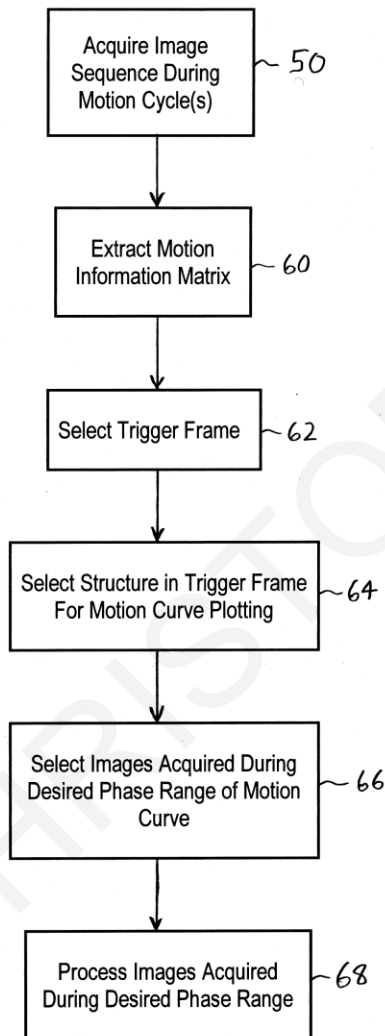 Acquire Image
Sequence During
Motion Cycle(s)
50
Extract Motion
Information Matrix
60
Select Trigger Frame
62
Select Structure in Trigger Frame
For Motion Curve Plotting
64
Select Images Acquired During
Desired Phase Range of Motion
Curve
66
Process Images Acquired
During Desired Phase Range
68
HRISTO